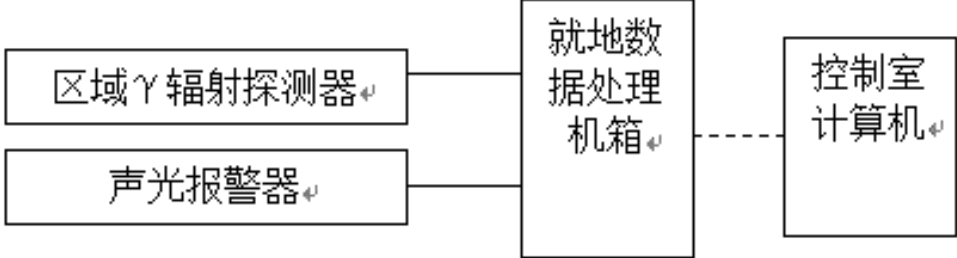 区域γ辐射探测器
声光报警器
就地数
据处理
机箱
控制室
计算机